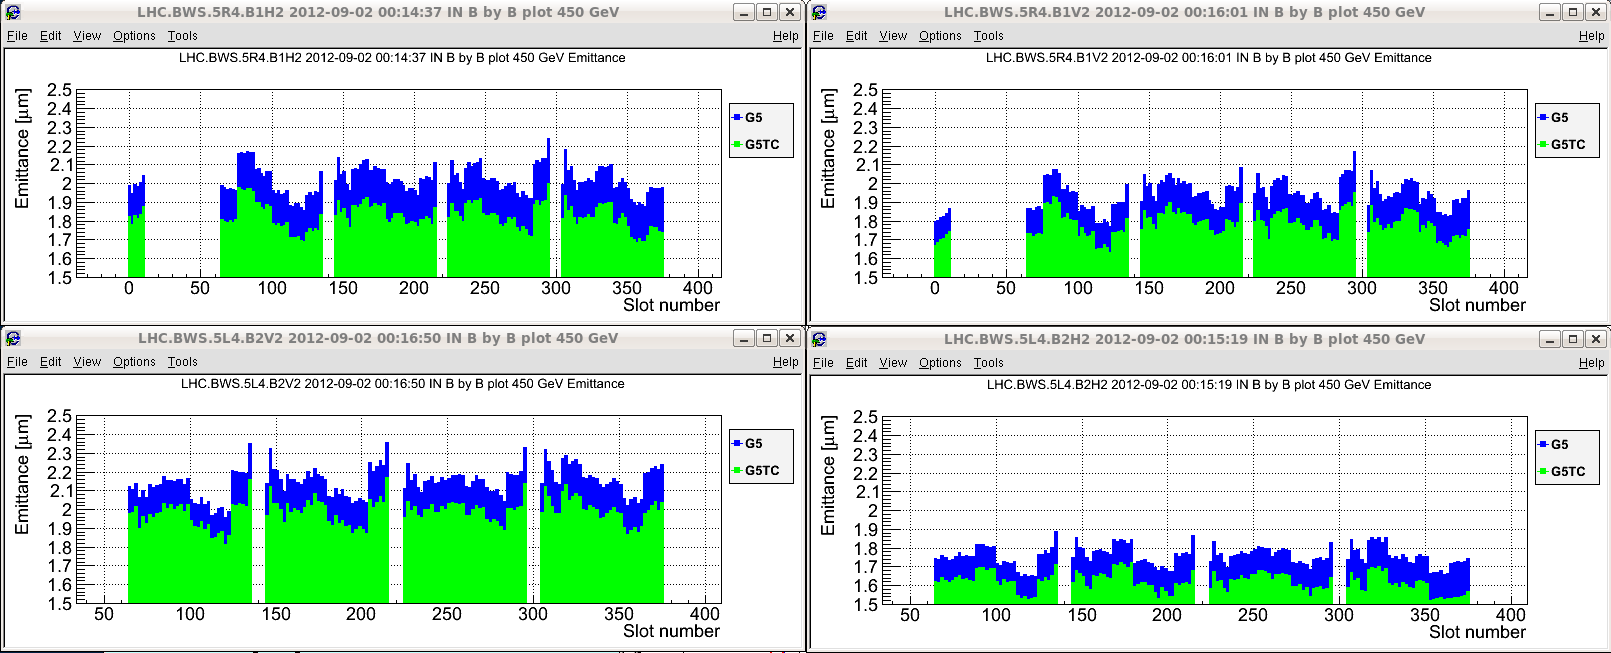 LHC.BWS.5R4.B1H2 2012-09-02 00:14:37 IN B by B plot 450 GeV
File Edit View Options Tools Help
LHC.BWS.5R4.B1H2 2012-09-02 00:14:37 IN B by B plot 450 GeV Emittance
Emittance [µm]
2.5
2.4
2.3
2.2
2.1
2
1.9
1.8
1.7
1.6
1.5
0 50 100 150 200 250 300 350 400
Slot number
G5
G5TC
LHC.BWS.5R4.B1V2 2012-09-02 00:16:01 IN B by B plot 450 GeV
File Edit View Options Tools Help
LHC.BWS.5R4.B1V2 2012-09-02 00:16:01 IN B by B plot 450 GeV Emittance
Emittance [µm]
2.5
2.4
2.3
2.2
2.1
2
1.9
1.8
1.7
1.6
1.5
0 50 100 150 200 250 300 350 400
Slot number
G5
G5TC
LHC.BWS.5L4.B2V2 2012-09-02 00:16:50 IN B by B plot 450 GeV
File Edit View Options Tools Help
LHC.BWS.5L4.B2V2 2012-09-02 00:16:50 IN B by B plot 450 GeV Emittance
Emittance [µm]
2.5
2.4
2.3
2.2
2.1
2
1.9
1.8
1.7
1.6
1.5
50 100 150 200 250 300 350 400
Slot number
G5
G5TC
LHC.BWS.5L4.B2H2 2012-09-02 00:15:19 IN B by B plot 450 GeV
File Edit View Options Tools Help
LHC.BWS.5L4.B2H2 2012-09-02 00:15:19 IN B by B plot 450 GeV Emittance
Emittance [µm]
2.5
2.4
2.3
2.2
2.1
2
1.9
1.8
1.7
1.6
1.5
50 100 150 200 250 300 350 400
Slot number
G5
G5TC